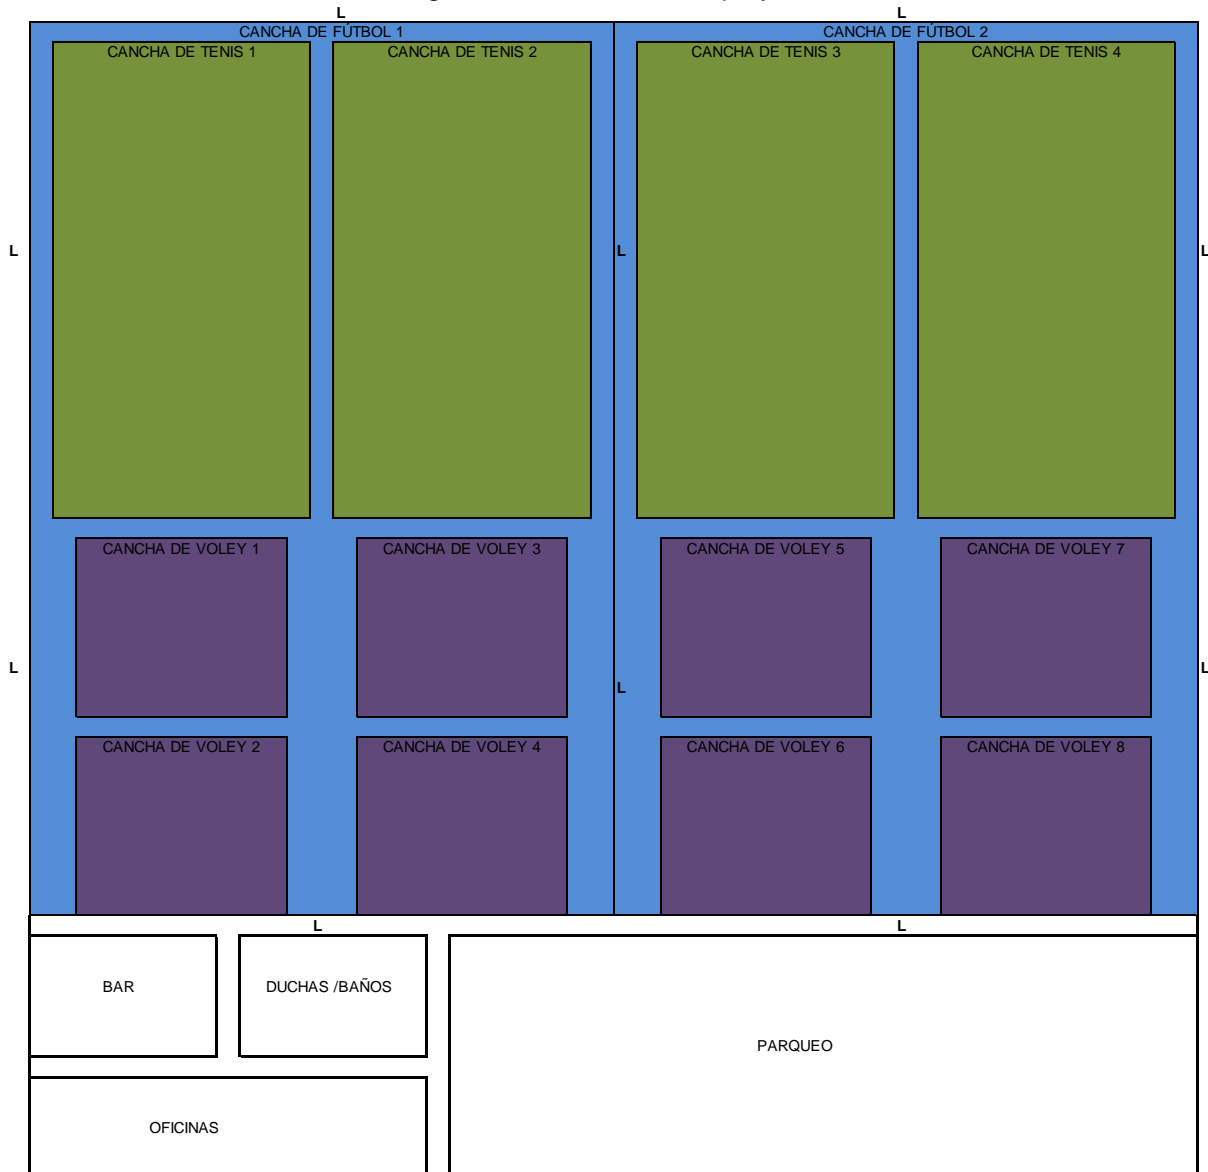 L L
CANCHA DE FÚTBOL 1 CANCHA DE FÚTBOL 2
CANCHA DE TENIS 1 CANCHA DE TENIS 2 CANCHA DE TENIS 3 CANCHA DE TENIS 4
L L L
CANCHA DE VOLEY 1 CANCHA DE VOLEY 3 CANCHA DE VOLEY 5 CANCHA DE VOLEY 7
L L
L
CANCHA DE VOLEY 2 CANCHA DE VOLEY 4 CANCHA DE VOLEY 6 CANCHA DE VOLEY 8
L L
BAR DUCHAS /BAÑOS
PARQUEO
OFICINAS